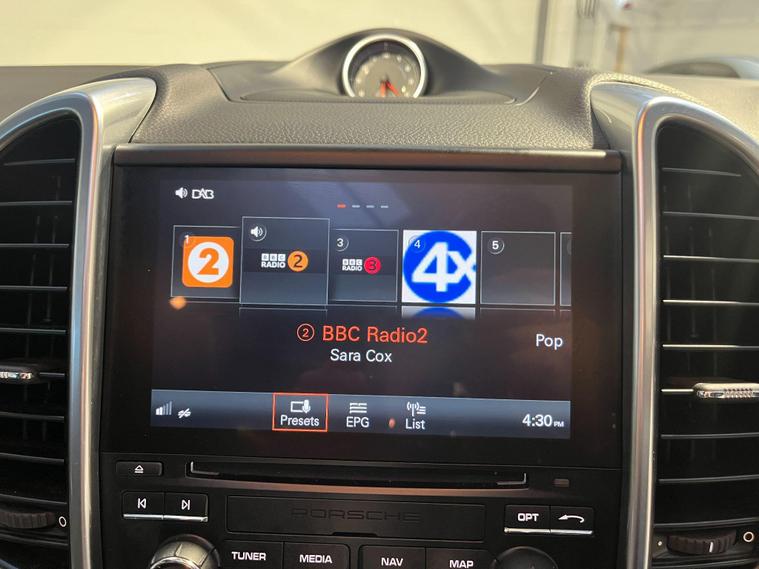 DAB
1
2
BBC
RADIO 2
3
BBC
RADIO 3
4
4x
5
2 BBC Radio2
Sara Cox
Pop
Presets
EPG
List
4:30 PM
PORSCHE
OPT
TUNER
MEDIA
NAV
MAP